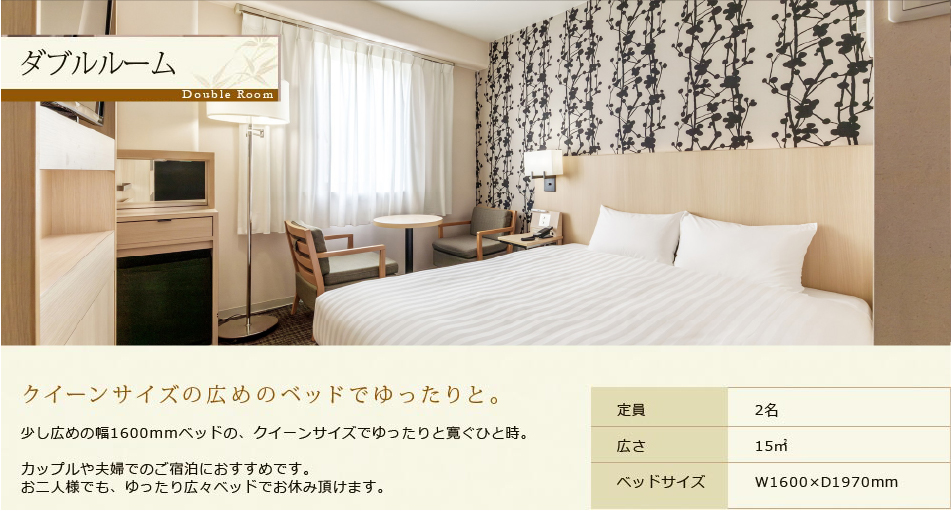 ダブルルーム
Double Room
クイーンサイズの広めのベッドでゆったりと。
少し広めの幅1600mmベッドの、クイーンサイズでゆったりと寛ぐひと時。
カップルや夫婦でのご宿泊におすすめです。
お二人様でも、ゆったり広々ベッドでお休み頂けます。
定員 2名
広さ 15㎡
ベッドサイズ W1600×D1970mm